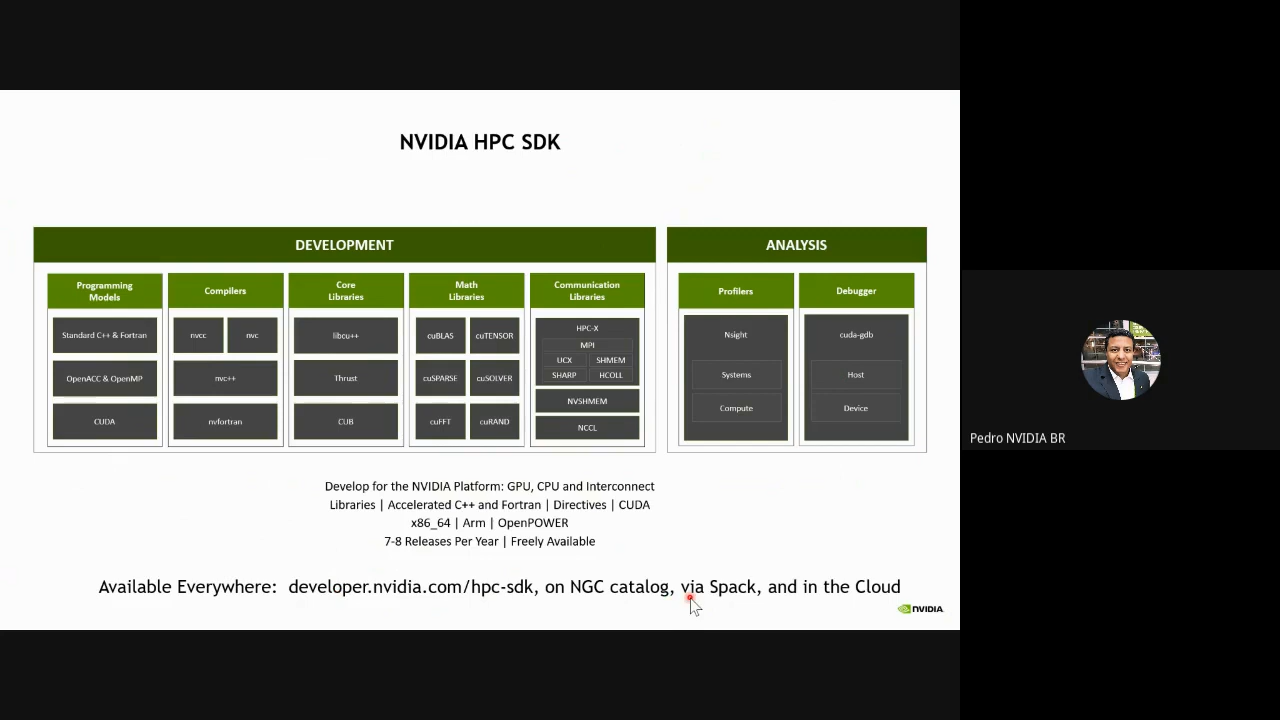 NVIDIA HPC SDK
DEVELOPMENT
Programming
Models
Standard C++ & Fortran
OpenACC & OpenMP
CUDA
Compilers
nvcc
nvc
nvc++
nvfortran
Core
Libraries
libcu++
Thrust
CUB
Math
Libraries
cuBLAS
cuTENSOR
cuSPARSE
cuSOLVER
cuFFT
cuRAND
Communication
Libraries
HPC-X
MPI
UCX
SHMEM
SHARP
HCOLL
NVSHMEM
NCCL
ANALYSIS
Profilers
Nsight
Systems
Compute
Debugger
cuda-gdb
Host
Device
Develop for the NVIDIA Platform: GPU, CPU and Interconnect
Libraries | Accelerated C++ and Fortran | Directives | CUDA
x86_64 | Arm | OpenPOWER
7-8 Releases Per Year | Freely Available
Available Everywhere: developer.nvidia.com/hpc-sdk, on NGC catalog, via Spack, and in the Cloud
NVIDIA
Pedro NVIDIA BR